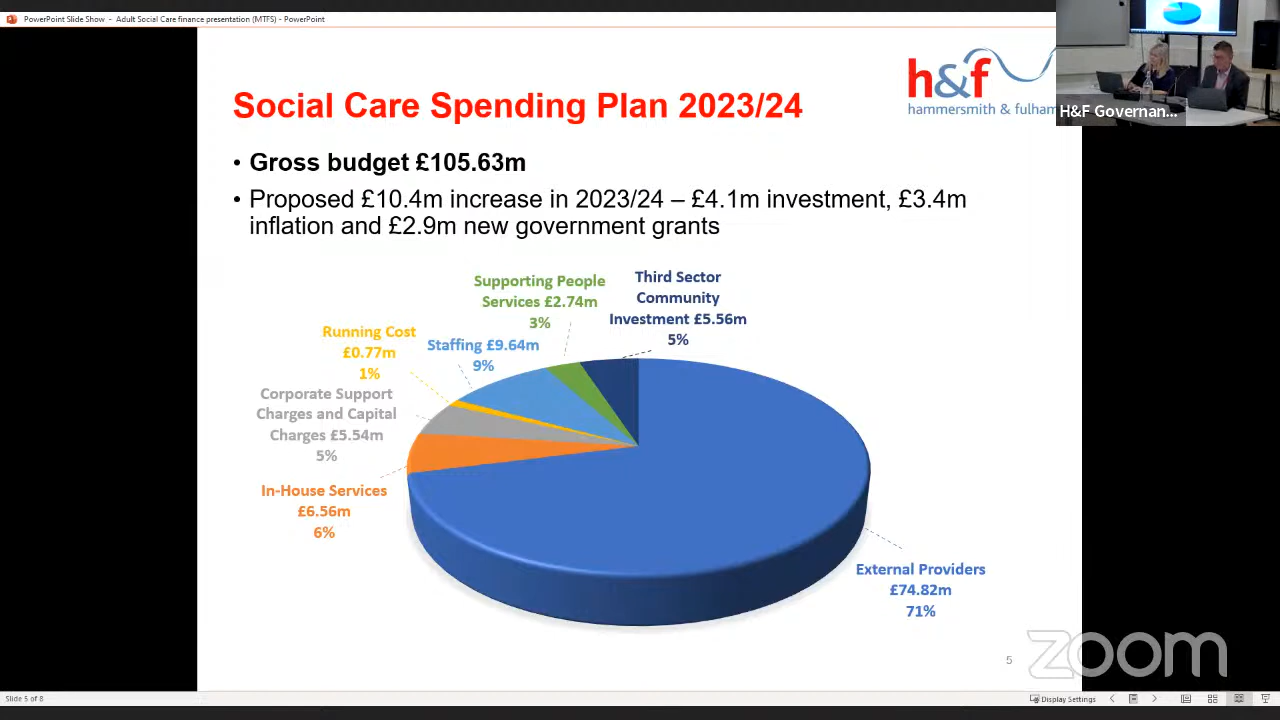 PowerPoint Slide Show - Adult Social Care finance presentation (MTFS) - PowerPoint
h&f
hammersmith & fulham
H&F Governan...
Social Care Spending Plan 2023/24
• Gross budget £105.63m
• Proposed £10.4m increase in 2023/24 – £4.1m investment, £3.4m
inflation and £2.9m new government grants
Supporting People
Services £2.74m
3%
Third Sector
Community
Investment £5.56m
5%
Running Cost
£0.77m
1%
Staffing £9.64m
9%
Corporate Support
Charges and Capital
Charges £5.54m
5%
In-House Services
£6.56m
6%
External Providers
£74.82m
71%
5
zoom
Slide 5 of 8
Display Settings